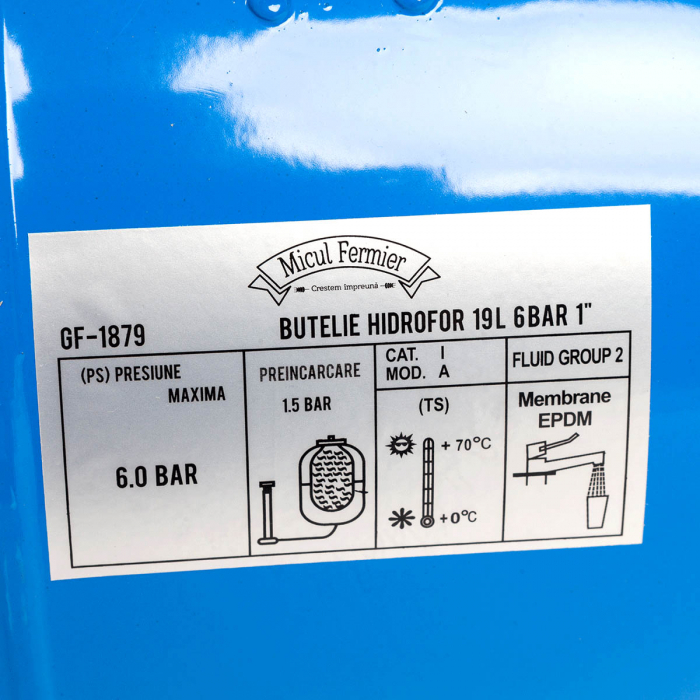 Micul Fermier
Crestem împreună
GF-1879
BUTELIE HIDROFOR 19L 6BAR 1"
(PS) PRESIUNE
MAXIMA
6.0 BAR
PREINCARCARE
1.5 BAR
CAT. I
MOD. A
(TS)
+ 70°C
+0°C
FLUID GROUP 2
Membrane
EPDM